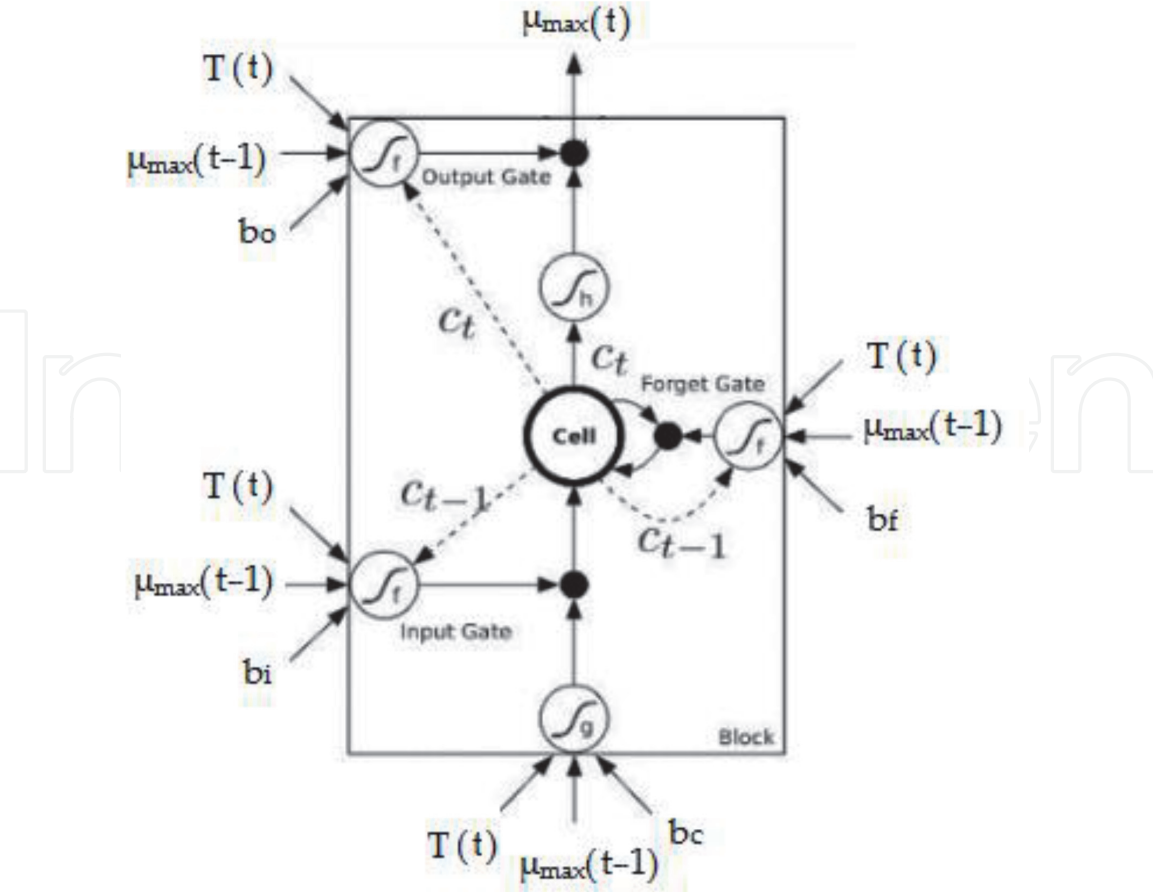 μmax(t)
T(t)
μmax(t-1)
bo
f
Output Gate
h
ct
ct
Forget Gate
T(t)
μmax(t-1)
bf
f
Cell
T(t)
ct-1
ct-1
μmax(t-1)
bi
f
Input Gate
g
Block
T(t)
μmax(t-1)
bc